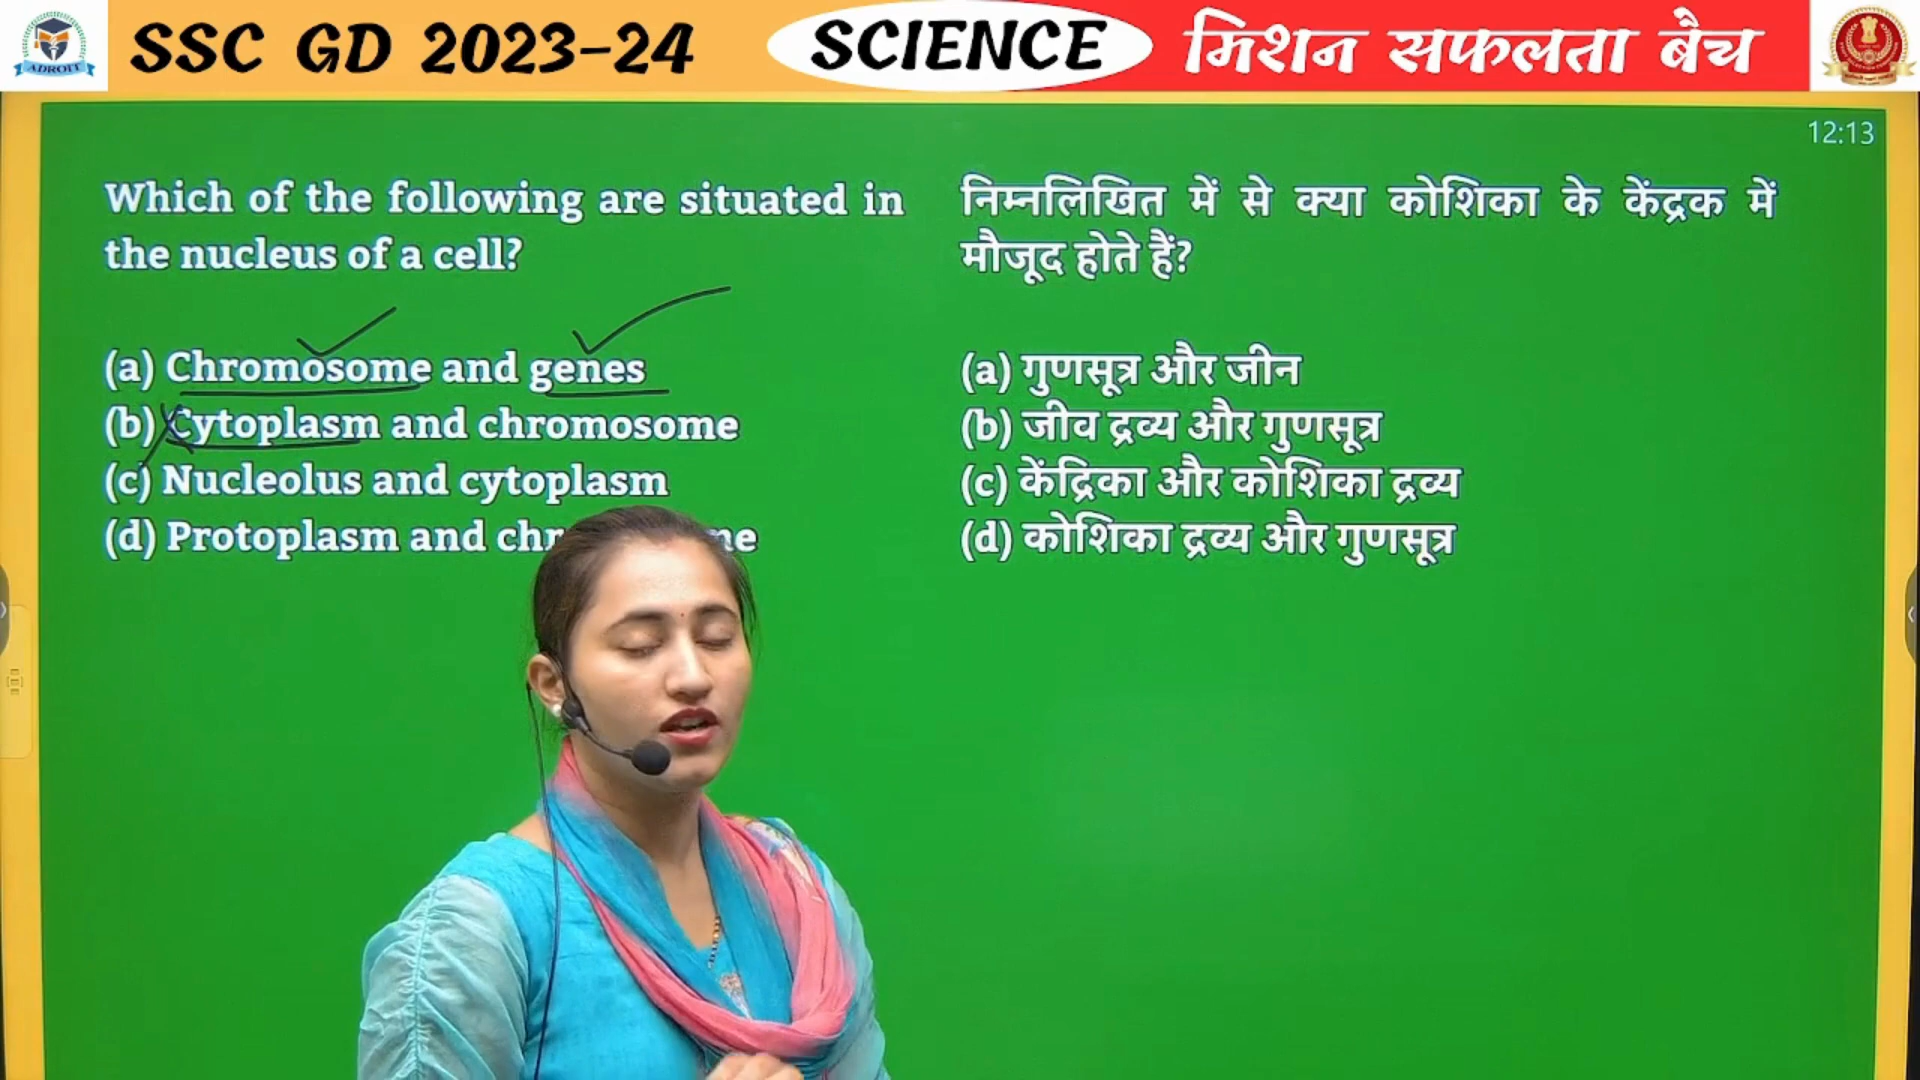 ADROIT
SSC GD 2023-24
SCIENCE
मिशन सफलता बैच
12:13
Which of the following are situated in
the nucleus of a cell?
(a) Chromosome and genes
(b) Cytoplasm and chromosome
(c) Nucleolus and cytoplasm
(d) Protoplasm and
निम्नलिखित में से क्या कोशिका के केंद्रक में
मौजूद होते हैं?
(a) गुणसूत्र और जीन
(b) जीव द्रव्य और गुणसूत्र
(c) केंद्रिका और कोशिका द्रव्य
(d) कोशिका द्रव्य और गुणसूत्र